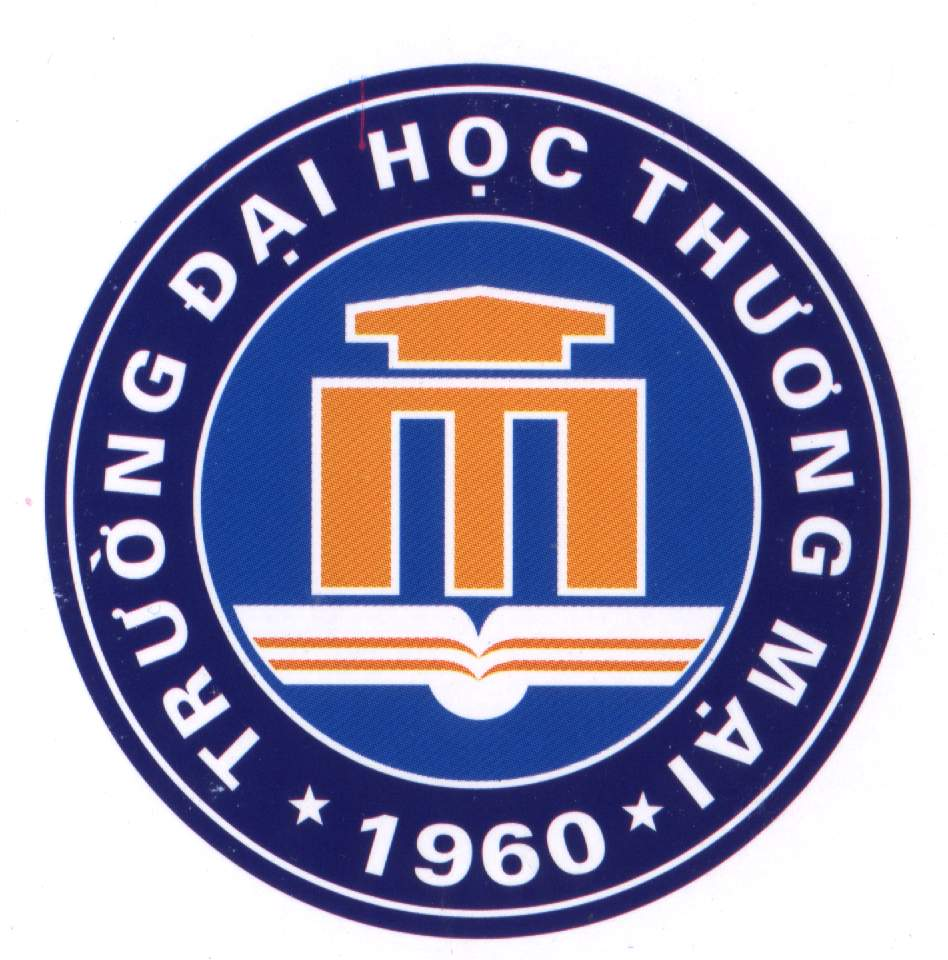 TRƯỜNG ĐẠI HỌC THƯƠNG MẠI
1960